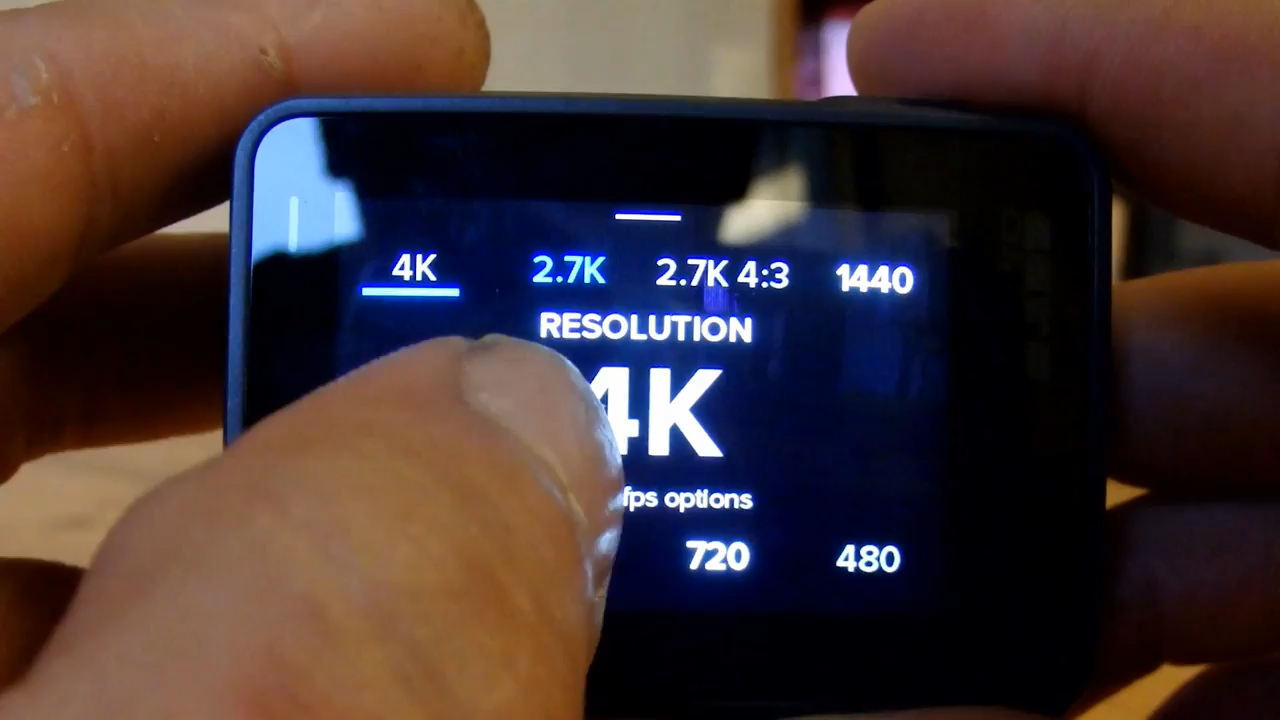 4K 2.7K 2.7K 4:3 1440
RESOLUTION
4K
fps options
720 480